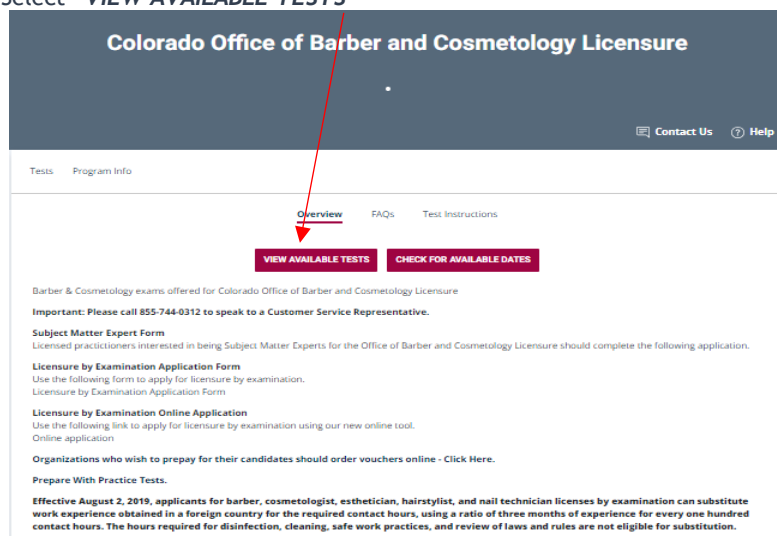 select "VIEW AVAILABLE TESTS"
Colorado Office of Barber and Cosmetology Licensure
.
Contact Us ? Help
Tests Program Info
Overview FAQs Test Instructions
VIEW AVAILABLE TESTS CHECK FOR AVAILABLE DATES
Barber & Cosmetology exams offered for Colorado Office of Barber and Cosmetology Licensure
Important: Please call 855-744-0312 to speak to a Customer Service Representative.
Subject Matter Expert Form
Licensed practictioners interested in being Subject Matter Experts for the Office of Barber and Cosmetology Licensure should complete the following application.
Licensure by Examination Application Form
Use the following form to apply for licensure by examination.
Licensure by Examination Application Form
Licensure by Examination Online Application
Use the following link to apply for licensure by examination using our new online tool.
Online application
Organizations who wish to prepay for their candidates should order vouchers online - Click Here.
Prepare With Practice Tests.
Effective August 2, 2019, applicants for barber, cosmetologist, esthetician, hairstylist, and nail technician licenses by examination can substitute
work experience obtained in a foreign country for the required contact hours, using a ratio of three months of experience for every one hundred
contact hours. The hours required for disinfection, cleaning, safe work practices, and review of laws and rules are not eligible for substitution.